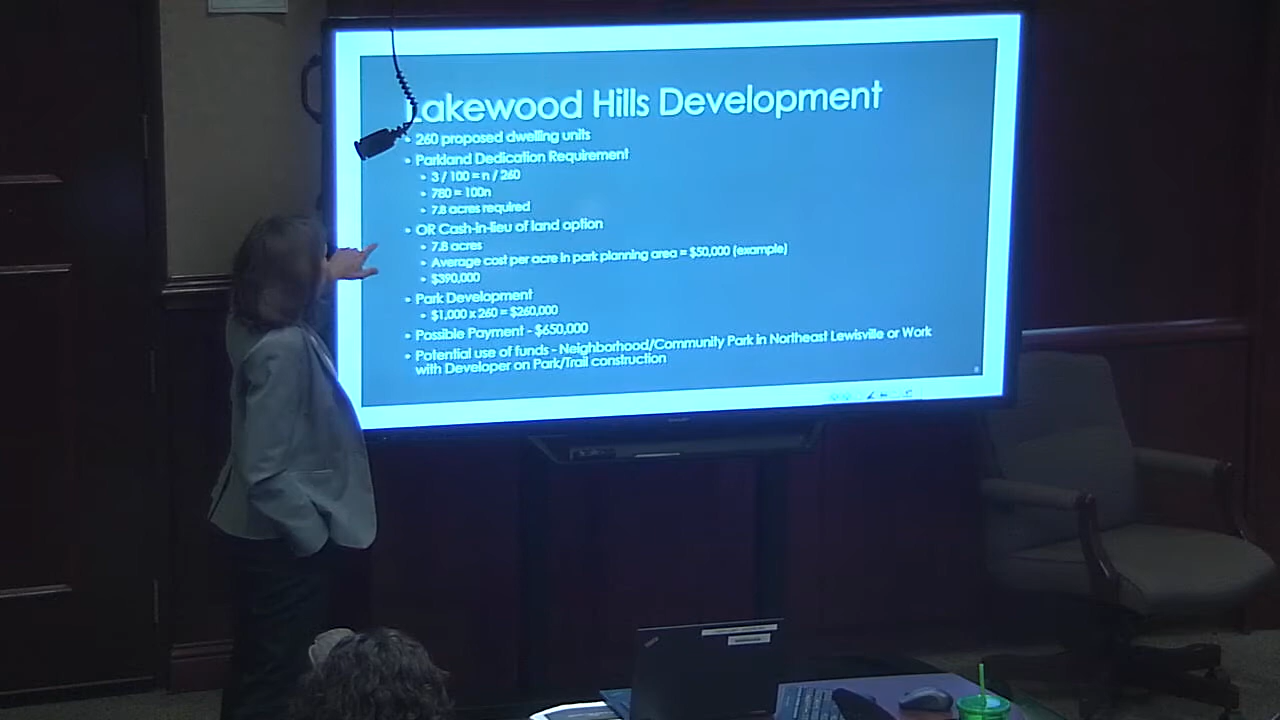 Lakewood Hills Development
260 proposed dwelling units
Parkland Dedication Requirement
3 / 100 = n / 260
780 = 100n
7.8 acres required
OR Cash-in-lieu of land option
7.8 acres
Average cost per acre in park planning area = $50,000 (example)
$390,000
Park Development
$1,000 x 260 = $260,000
Possible Payment - $650,000
Potential use of funds - Neighborhood/Community Park in Northeast Lewisville or Work
with Developer on Park/Trail construction